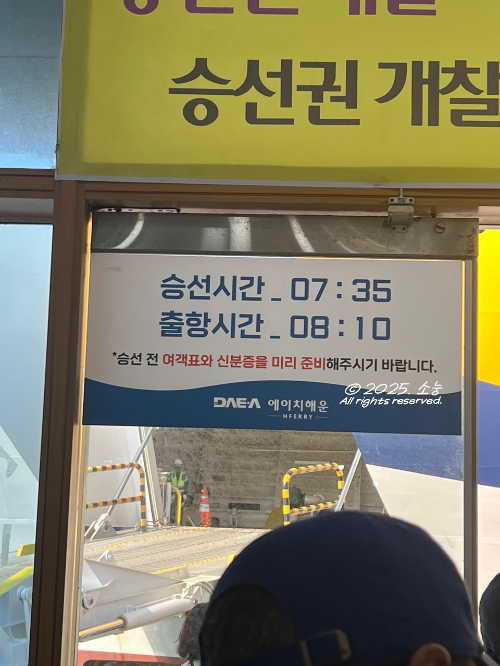 승선권 개찰
승선시간 _ 07 : 35
출항시간 _ 08 : 10
*승선 전 여객표와 신분증을 미리 준비해주시기 바랍니다.
© 2025. 소능
All rights reserved.
DAE-A 에이치해운
HFERRY